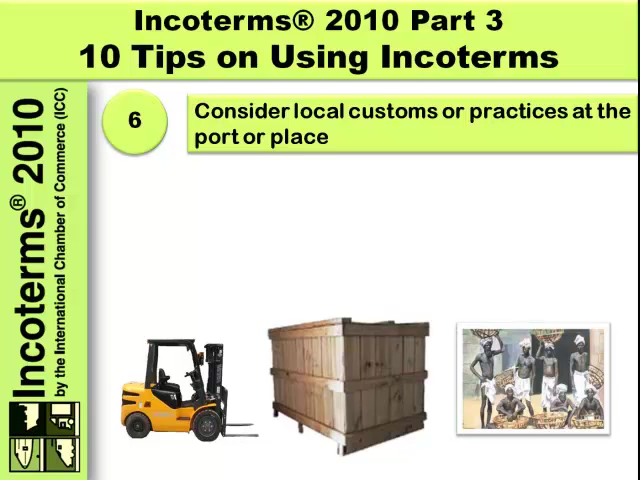 Incoterms® 2010 Part 3
10 Tips on Using Incoterms
Incoterms® 2010
by the International Chamber of Commerce (ICC)
6
Consider local customs or practices at the
port or place